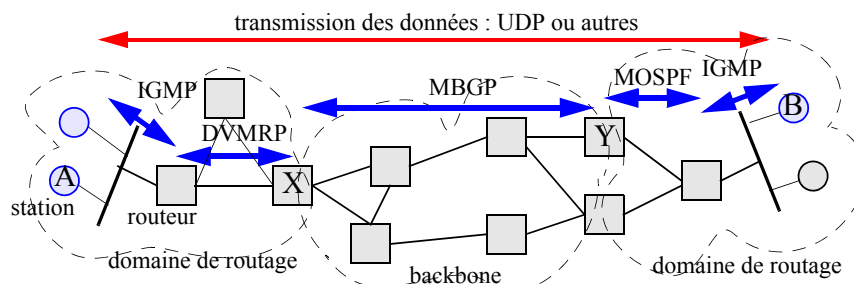 transmission des données : UDP ou autres
IGMP
MBGP
MOSPF
IGMP
DVMRP
A
X
Y
B
station
routeur
domaine de routage
backbone
domaine de routage